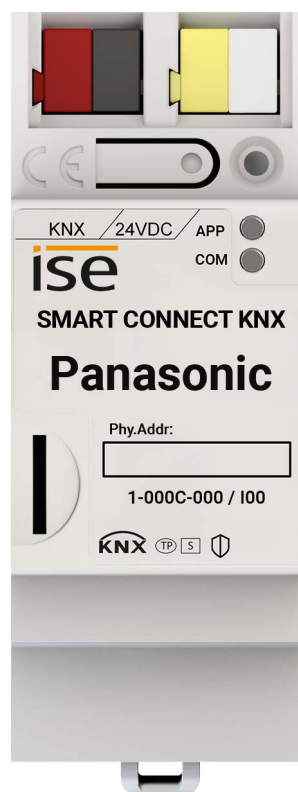 CE
KNX / 24VDC / APP
COM
ise
SMART CONNECT KNX
Panasonic
Phy.Addr:
1-000C-000 / I00
KNX TP S